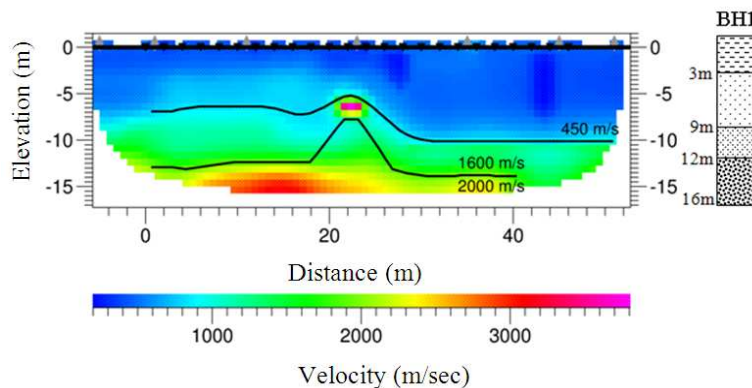 BH1
0
-5
-10
-15
Elevation (m)
0
-5
-10
-15
450 m/s
1600 m/s
2000 m/s
3m
9m
12m
16m
0
20
40
Distance (m)
1000
2000
3000
Velocity (m/sec)